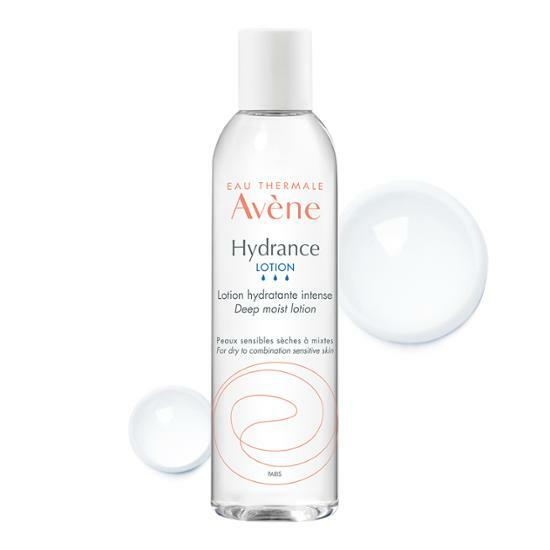 EAU THERMALE
Avène
Hydrance
LOTION
Lotion hydratante intense
Deep moist lotion
Peaux sensibles sèches à mixtes
For dry to combination sensitive skin
PARIS